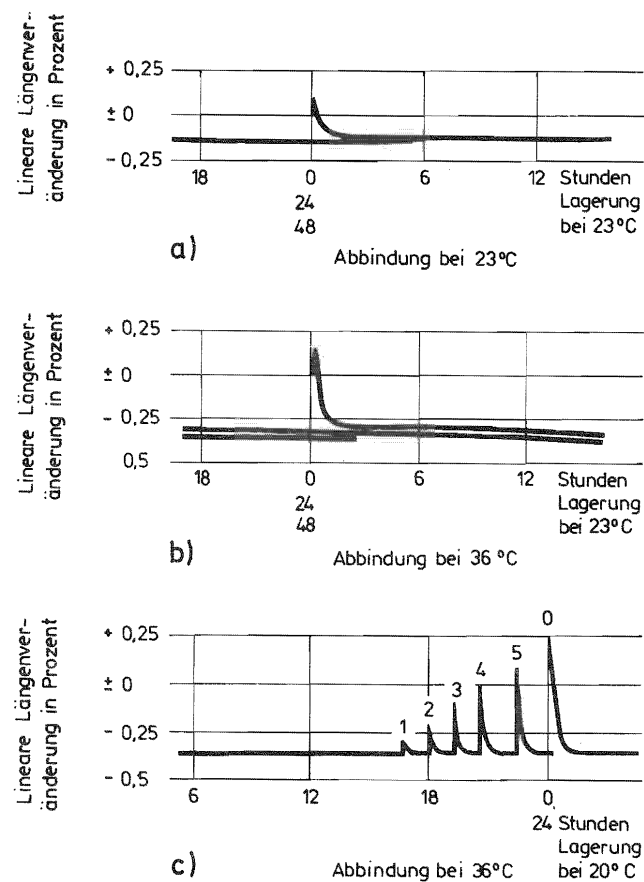 Lineare Längenver-
änderung in Prozent
+ 0,25
± 0
- 0,25
18 0 6 12 Stunden
24 Lagerung
48 bei 23°C
a) Abbindung bei 23°C
Lineare Längenver-
änderung in Prozent
+ 0,25
± 0
- 0,25
0,5
18 0 6 12 Stunden
24 Lagerung
48 bei 23°C
b) Abbindung bei 36°C
Lineare Längenver-
änderung in Prozent
0
+ 0,25
5
4
3
± 0
2
1
- 0,25
- 0,5
6 12 18 0
24 Stunden
Lagerung
c) Abbindung bei 36°C bei 20°C